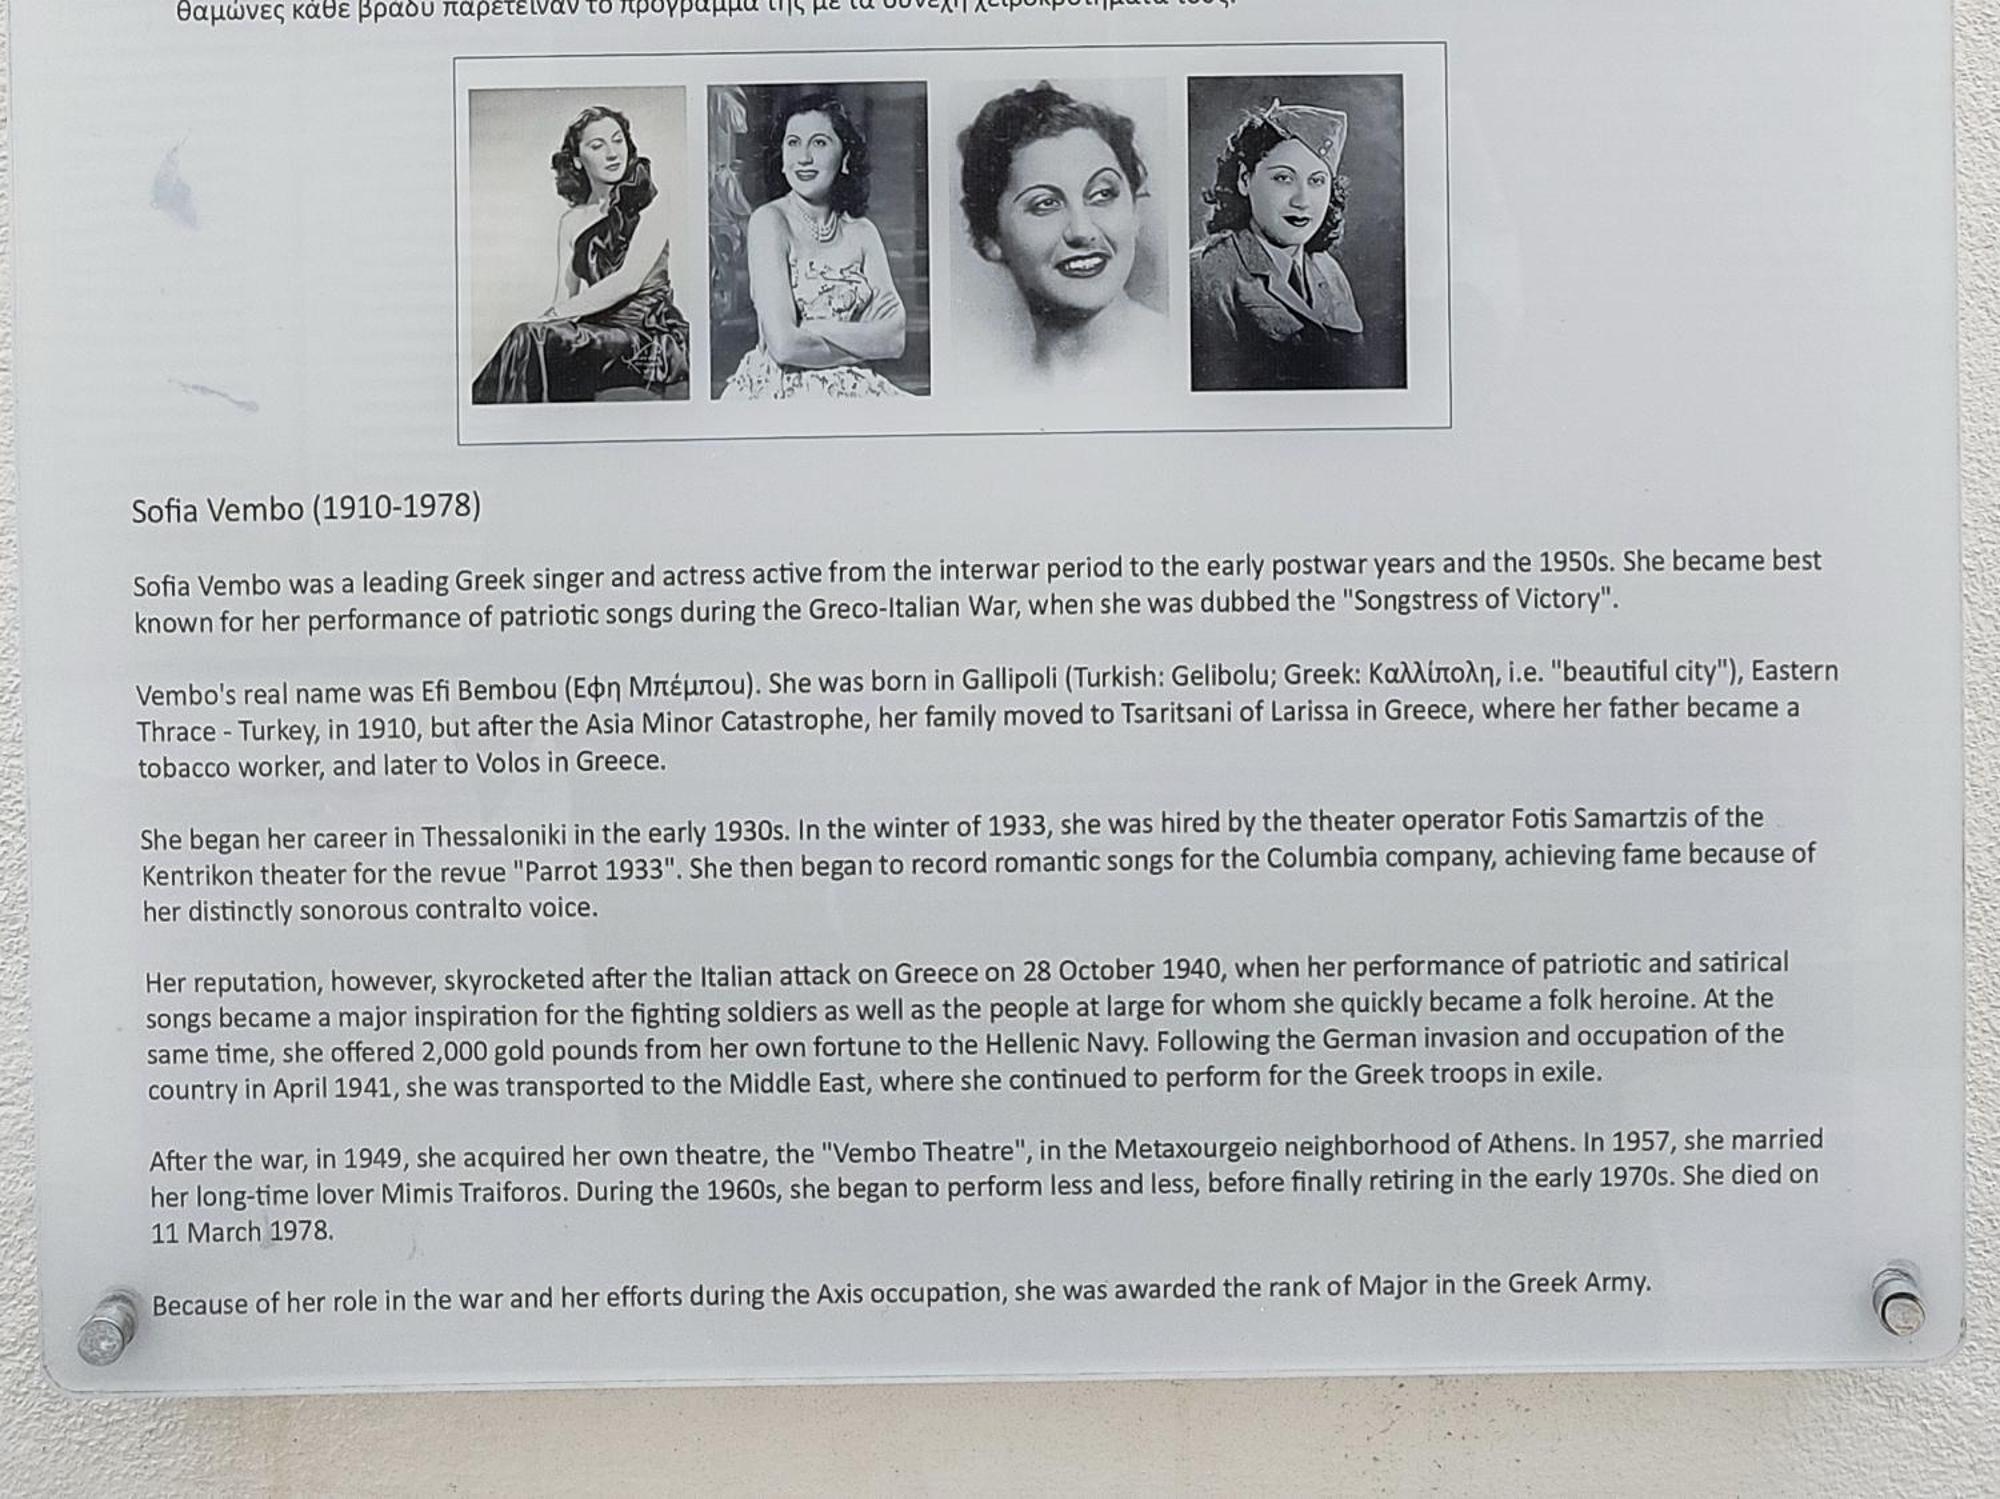 θαμώνες κάθε βράδυ παρέτειναν το πρόγραμμά της με τα συνεχή χειροκροτήματά τους.
Sofia Vembo (1910-1978)
Sofia Vembo was a leading Greek singer and actress active from the interwar period to the early postwar years and the 1950s. She became best
known for her performance of patriotic songs during the Greco-Italian War, when she was dubbed the "Songstress of Victory".
Vembo's real name was Efi Bembou (Εφη Μπέμπου). She was born in Gallipoli (Turkish: Gelibolu; Greek: Καλλίπολη, i.e. "beautiful city"), Eastern
Thrace - Turkey, in 1910, but after the Asia Minor Catastrophe, her family moved to Tsaritsani of Larissa in Greece, where her father became a
tobacco worker, and later to Volos in Greece.
She began her career in Thessaloniki in the early 1930s. In the winter of 1933, she was hired by the theater operator Fotis Samartzis of the
Kentrikon theater for the revue "Parrot 1933". She then began to record romantic songs for the Columbia company, achieving fame because of
her distinctly sonorous contralto voice.
Her reputation, however, skyrocketed after the Italian attack on Greece on 28 October 1940, when her performance of patriotic and satirical
songs became a major inspiration for the fighting soldiers as well as the people at large for whom she quickly became a folk heroine. At the
same time, she offered 2,000 gold pounds from her own fortune to the Hellenic Navy. Following the German invasion and occupation of the
country in April 1941, she was transported to the Middle East, where she continued to perform for the Greek troops in exile.
After the war, in 1949, she acquired her own theatre, the "Vembo Theatre", in the Metaxourgeio neighborhood of Athens. In 1957, she married
her long-time lover Mimis Traiforos. During the 1960s, she began to perform less and less, before finally retiring in the early 1970s. She died on
11 March 1978.
Because of her role in the war and her efforts during the Axis occupation, she was awarded the rank of Major in the Greek Army.